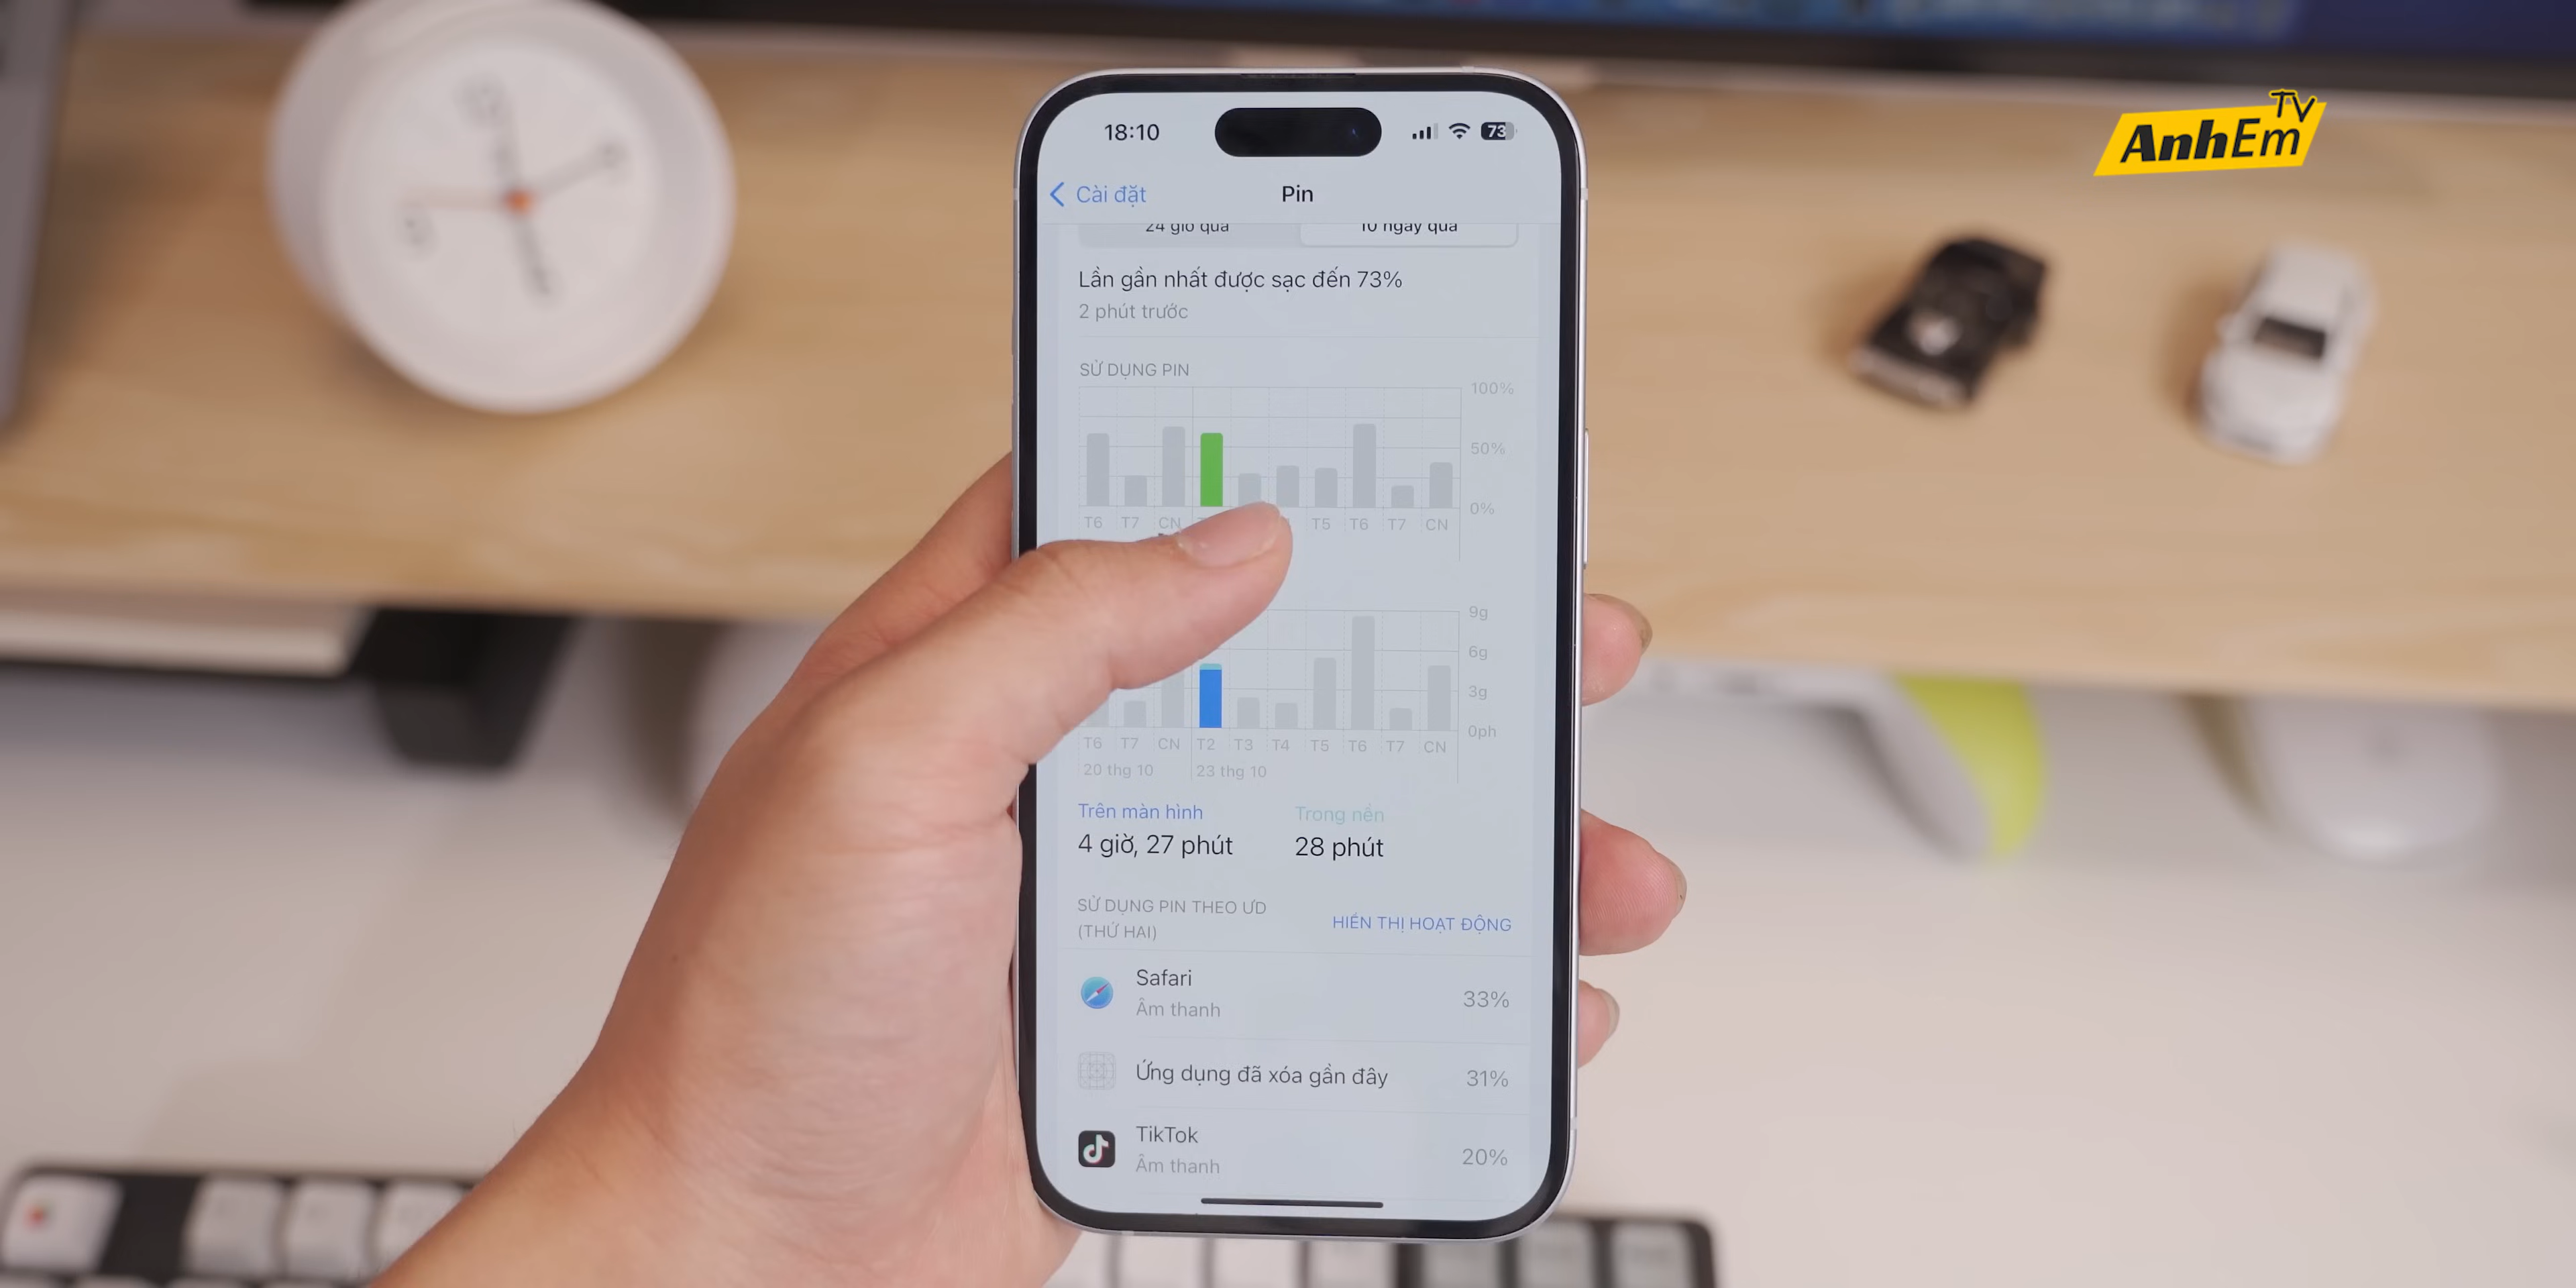 TV
AnhEm
18:10
73
Cài đặt
Pin
24 giờ qua
10 ngày qua
Lần gần nhất được sạc đến 73%
2 phút trước
SỬ DỤNG PIN
100%
50%
0%
T6 T7 CN T5 T6 T7 CN
9g
6g
3g
0ph
T6 T7 CN T2 T3 T4 T5 T6 T7 CN
20 thg 10 23 thg 10
Trên màn hình Trong nền
4 giờ, 27 phút 28 phút
SỬ DỤNG PIN THEO ƯD
(THỨ HAI)
HIỂN THỊ HOẠT ĐỘNG
Safari
Âm thanh
33%
Ứng dụng đã xóa gần đây 31%
TikTok
Âm thanh
20%